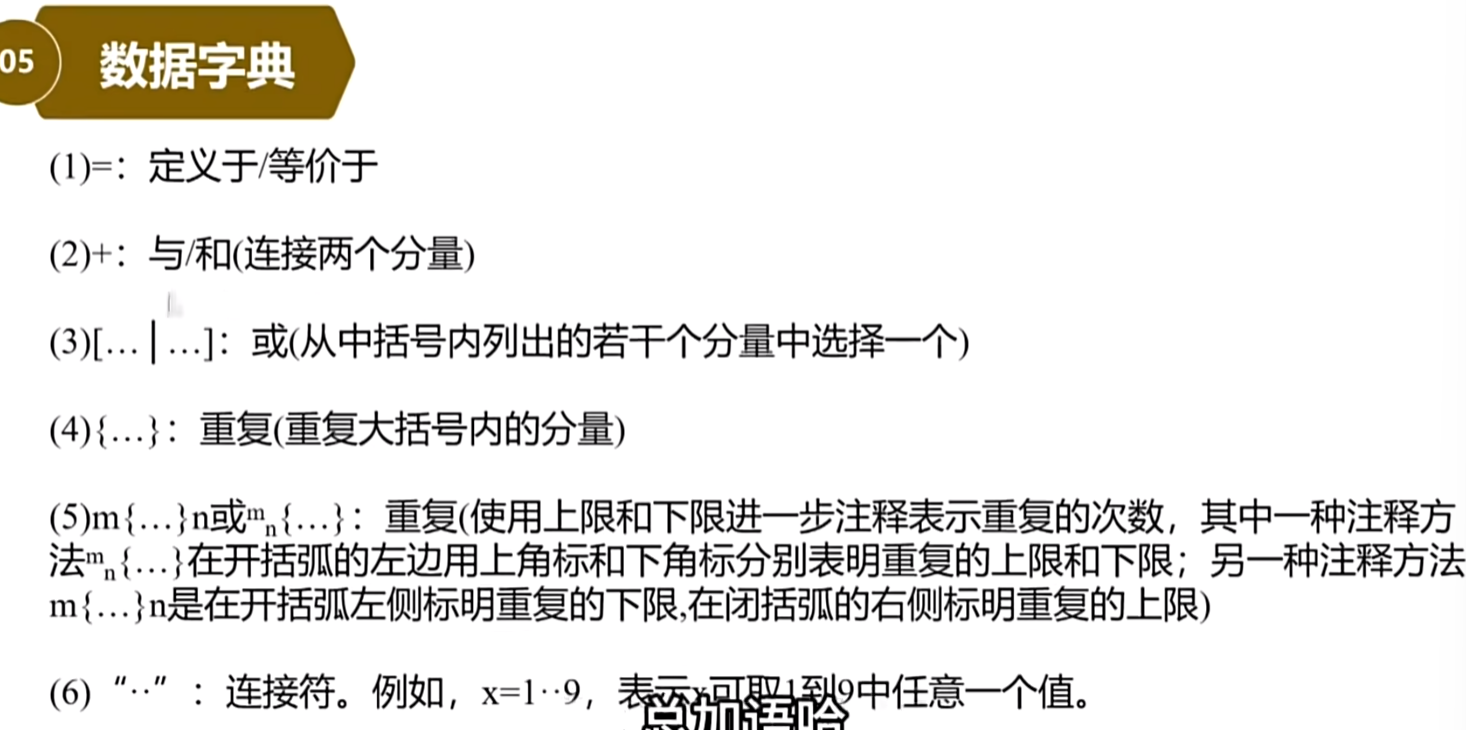 05
数据字典
(1)=：定义于/等价于
(2)+：与/和(连接两个分量)
(3)[…│…]：或(从中括号内列出的若干个分量中选择一个)
(4){…}：重复(重复大括号内的分量)
(5)m{…}n或ᵐₙ{…}：重复(使用上限和下限进一步注释表示重复的次数，其中一种注释方
法ᵐₙ{…}在开括弧的左边用上角标和下角标分别表明重复的上限和下限；另一种注释方法
m{…}n是在开括弧左侧标明重复的下限,在闭括弧的右侧标明重复的上限)
(6)“··”：连接符。例如，x=1··9，表示x可取1到9中任意一个值。